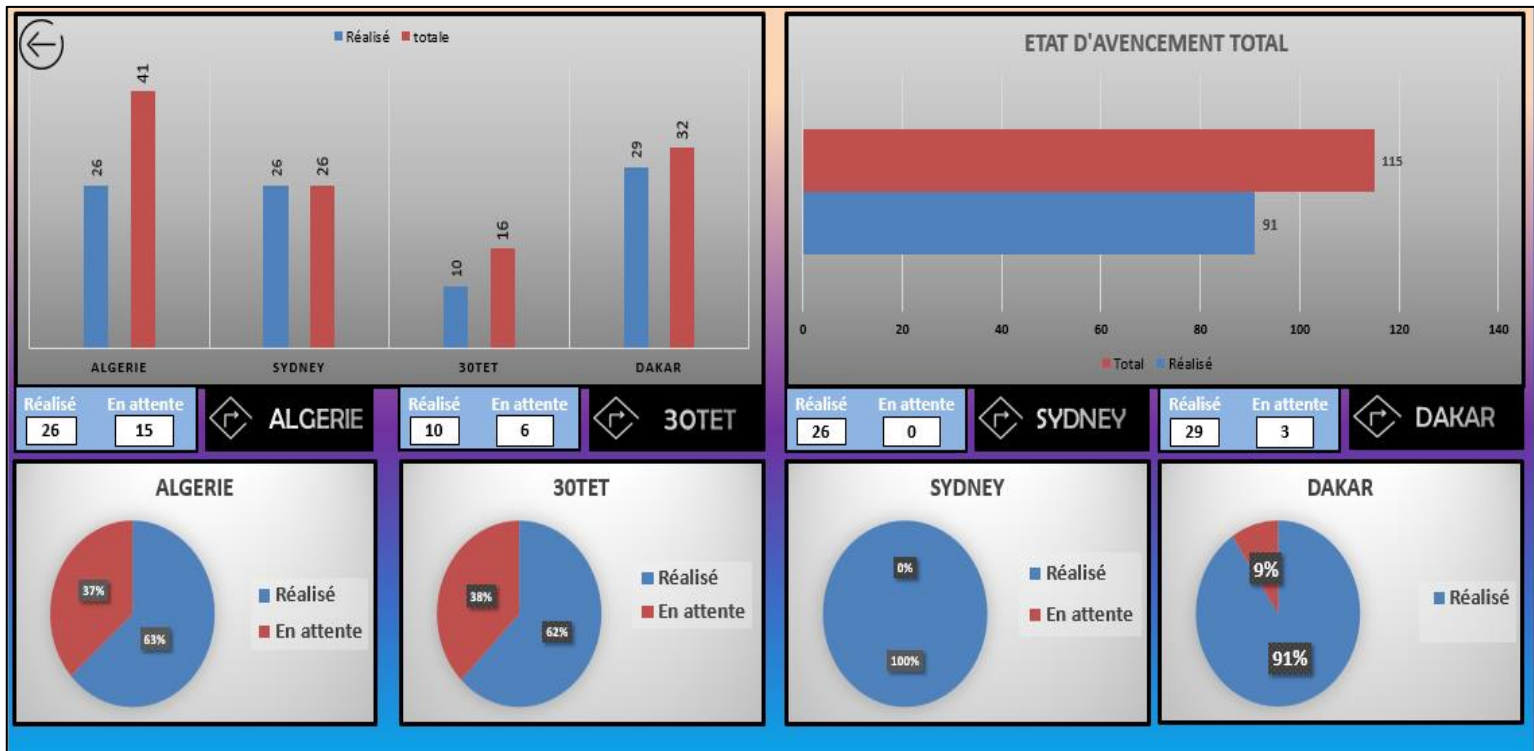 Réalisé totale
41
26
26
26
10
16
29
32
ALGERIE SYDNEY 30TET DAKAR
ETAT D'AVENCEMENT TOTAL
115
91
0 20 40 60 80 100 120 140
Total Réalisé
Réalisé En attente
26 15
ALGERIE
Réalisé En attente
10 6
30TET
Réalisé En attente
26 0
SYDNEY
Réalisé En attente
29 3
DAKAR
ALGERIE
37%
63%
Réalisé
En attente
30TET
38%
62%
Réalisé
En attente
SYDNEY
0%
100%
Réalisé
En attente
DAKAR
9%
91%
Réalisé